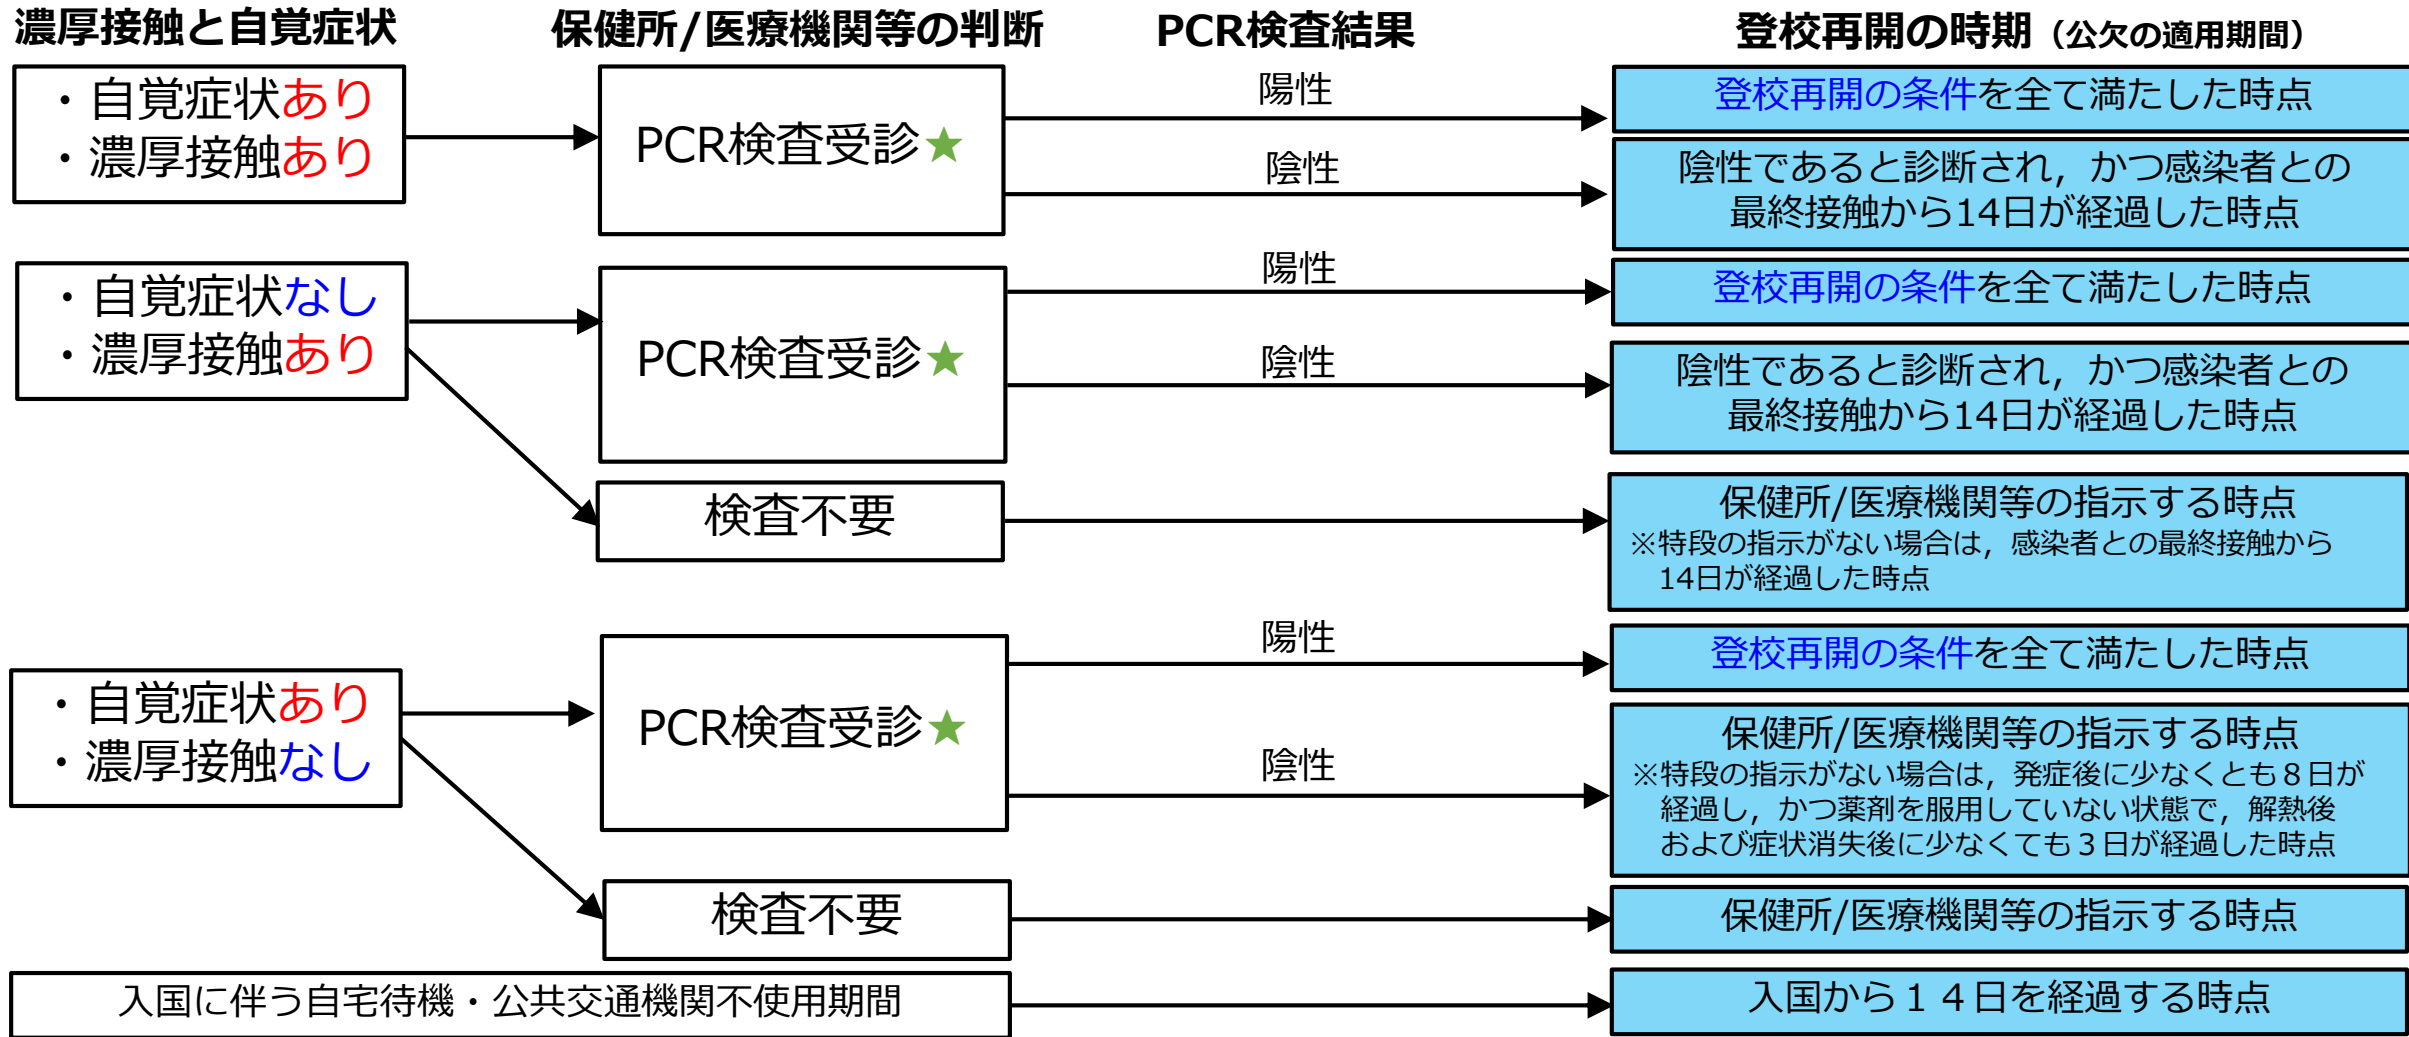 濃厚接触と自覚症状
保健所/医療機関等の判断
PCR検査結果
登校再開の時期（公欠の適用期間）
・自覚症状あり
・濃厚接触あり
PCR検査受診★
陽性
登校再開の条件を全て満たした時点
陰性
陰性であると診断され，かつ感染者との
最終接触から14日が経過した時点
・自覚症状なし
・濃厚接触あり
PCR検査受診★
陽性
登校再開の条件を全て満たした時点
陰性
陰性であると診断され，かつ感染者との
最終接触から14日が経過した時点
検査不要
保健所/医療機関等の指示する時点
※特段の指示がない場合は，感染者との最終接触から
14日が経過した時点
・自覚症状あり
・濃厚接触なし
PCR検査受診★
陽性
登校再開の条件を全て満たした時点
陰性
保健所/医療機関等の指示する時点
※特段の指示がない場合は，発症後に少なくとも８日が
経過し，かつ薬剤を服用していない状態で，解熱後
および症状消失後に少なくても３日が経過した時点
検査不要
保健所/医療機関等の指示する時点
入国に伴う自宅待機・公共交通機関不使用期間
入国から１４日を経過する時点